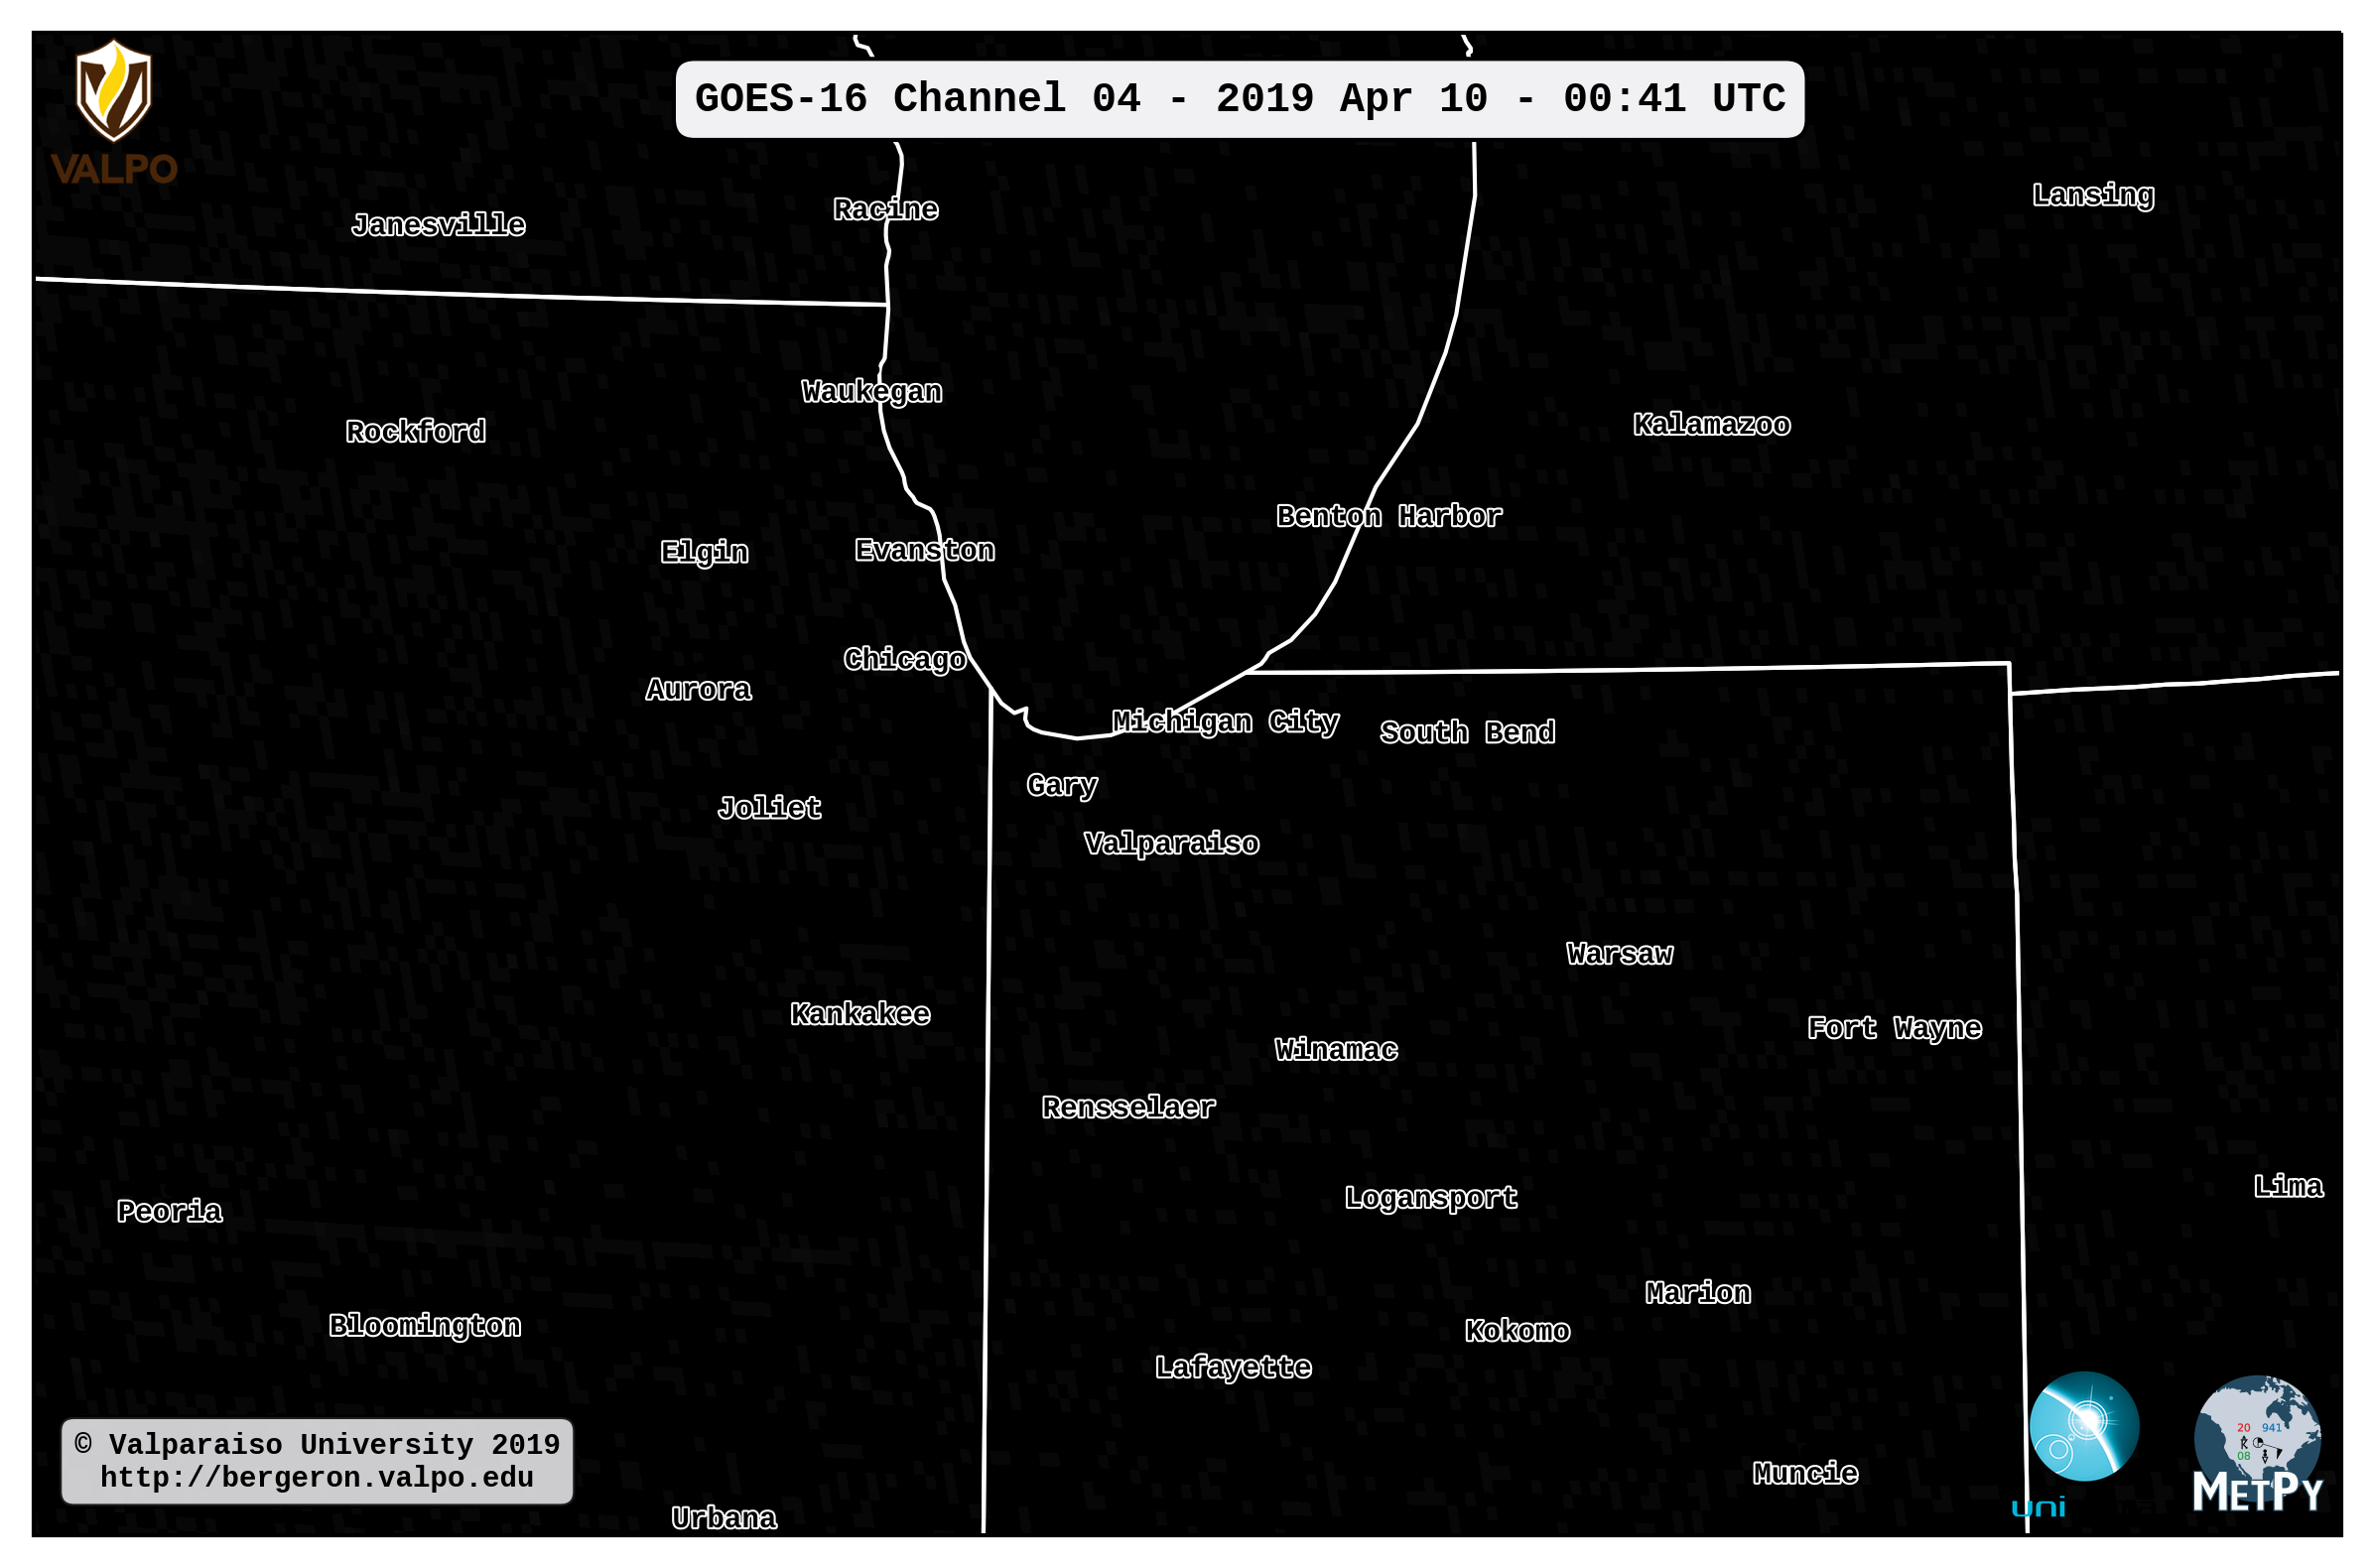 GOES-16 Channel 04 - 2019 Apr 10 - 00:41 UTC
VALPO
Lansing
Racine
Janesville
Waukegan
Kalamazoo
Rockford
Benton Harbor
Elgin
Evanston
Chicago
Aurora
Michigan City
South Bend
Gary
Joliet
Valparaiso
Warsaw
Kankakee
Fort Wayne
Winamac
Rensselaer
Lima
Logansport
Peoria
Marion
Bloomington
Kokomo
Lafayette
20 941
08
© Valparaiso University 2019
http://bergeron.valpo.edu
Muncie
METPY
uni
Urbana